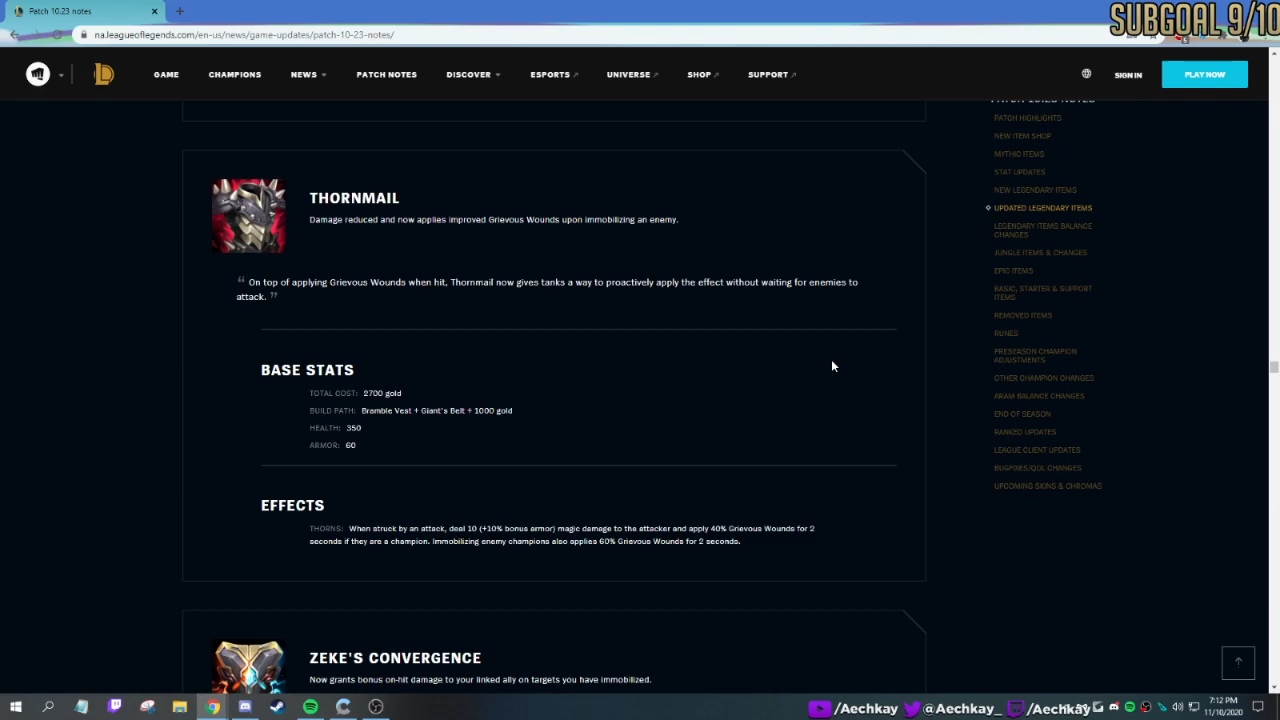 Patch 10.23 notes
SUBGOAL 9/10
na.leagueoflegends.com/en-us/news/game-updates/patch-10-23-notes/
GAME
CHAMPIONS
NEWS
PATCH NOTES
DISCOVER
ESPORTS
UNIVERSE
SHOP
SUPPORT
SIGN IN
PLAY NOW
PATCH 10.23 NOTES
PATCH HIGHLIGHTS
NEW ITEM SHOP
MYTHIC ITEMS
STAT UPDATES
NEW LEGENDARY ITEMS
UPDATED LEGENDARY ITEMS
LEGENDARY ITEMS BALANCE
CHANGES
JUNGLE ITEMS & CHANGES
EPIC ITEMS
BASIC, STARTER & SUPPORT
ITEMS
REMOVED ITEMS
RUNES
PRESEASON CHAMPION
ADJUSTMENTS
OTHER CHAMPION CHANGES
ARAM BALANCE CHANGES
END OF SEASON
RANKED UPDATES
LEAGUE CLIENT UPDATES
BUGFIXES/QOL CHANGES
UPCOMING SKINS & CHROMAS
THORNMAIL
Damage reduced and now applies improved Grievous Wounds upon immobilizing an enemy.
“ On top of applying Grievous Wounds when hit, Thornmail now gives tanks a way to proactively apply the effect without waiting for enemies to
attack. ”
BASE STATS
TOTAL COST: 2700 gold
BUILD PATH: Bramble Vest + Giant's Belt + 1000 gold
HEALTH: 350
ARMOR: 60
EFFECTS
THORNS: When struck by an attack, deal 10 (+10% bonus armor) magic damage to the attacker and apply 40% Grievous Wounds for 2
seconds if they are a champion. Immobilizing enemy champions also applies 60% Grievous Wounds for 2 seconds.
ZEKE'S CONVERGENCE
Now grants bonus on-hit damage to your linked ally on targets you have immobilized.
/Aechkay
@Aechkay_
/Aechkay
7:12 PM
11/10/2020